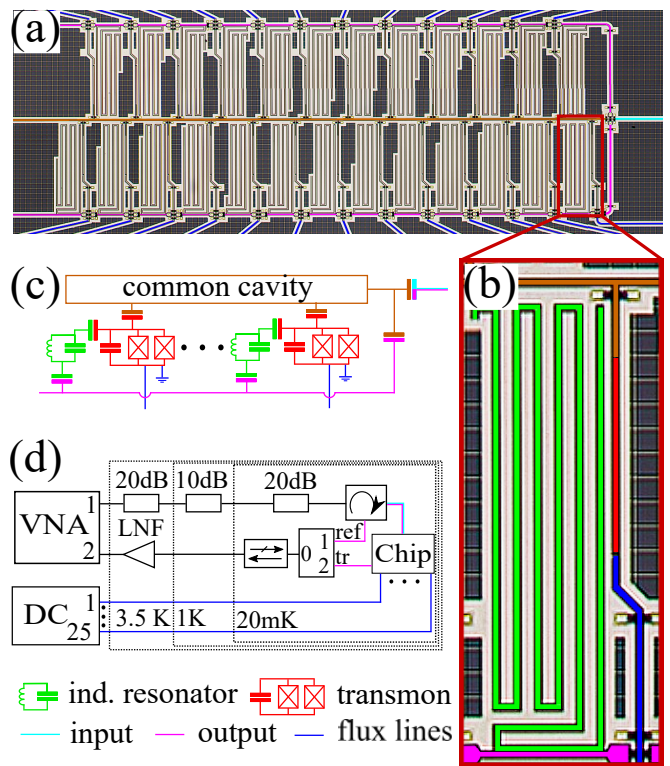 (a)
(c)
common cavity
(b)
(d)
20dB 10dB 20dB
VNA 1 2
LNF
0 1 2
ref
tr
Chip
DC 1 25
3.5 K 1K 20mK
ind. resonator transmon
input output flux lines